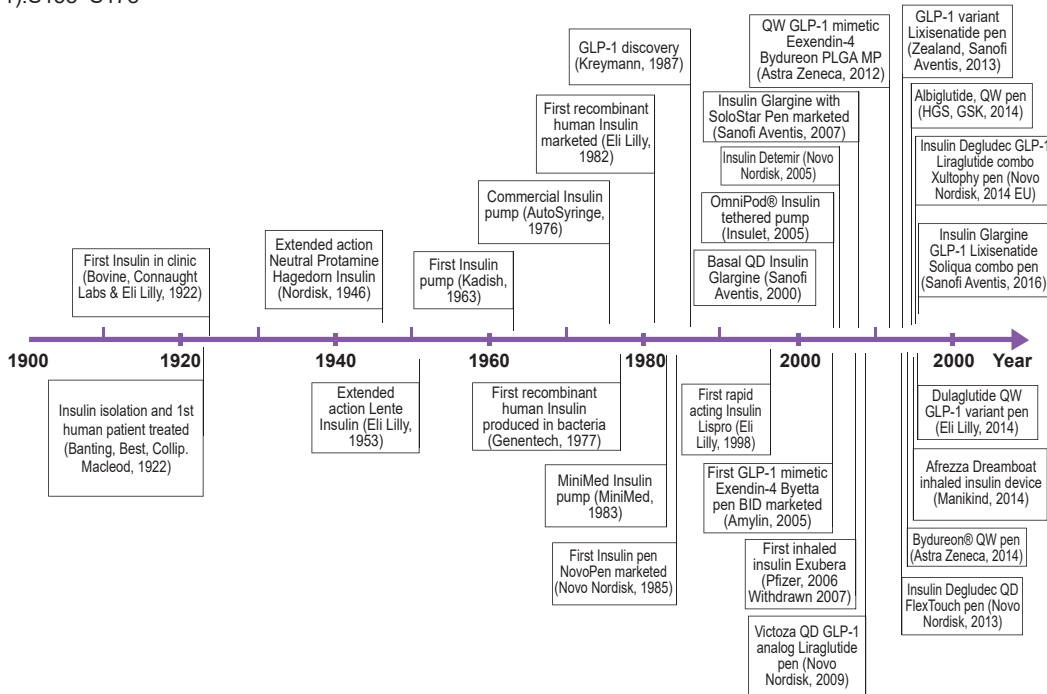 GLP-1 discovery
(Kreymann, 1987)
QW GLP-1 mimetic
Eexendin-4
Bydureon PLGA MP
(Astra Zeneca, 2012)
GLP-1 variant
Lixisenatide pen
(Zealand, Sanofi
Aventis, 2013)
First recombinant
human Insulin
marketed (Eli Lilly,
1982)
Insulin Glargine with
SoloStar Pen marketed
(Sanofi Aventis, 2007)
Albiglutide, QW pen
(HGS, GSK, 2014)
Insulin Detemir (Novo
Nordisk, 2005)
Insulin Degludec GLP-1
Liraglutide combo
Xultophy pen (Novo
Nordisk, 2014 EU)
Commercial Insulin
pump (AutoSyringe,
1976)
OmniPod® Insulin
tethered pump
(Insulet, 2005)
First Insulin in clinic
(Bovine, Connaught
Labs & Eli Lilly, 1922)
Extended action
Neutral Protamine
Hagedorn Insulin
(Nordisk, 1946)
First Insulin
pump (Kadish,
1963)
Basal QD Insulin
Glargine (Sanofi
Aventis, 2000)
Insulin Glargine
GLP-1 Lixisenatide
Soliqua combo pen
(Sanofi Aventis, 2016)
1900 1920 1940 1960 1980 2000 2000 Year
Insulin isolation and 1st
human patient treated
(Banting, Best, Collip.
Macleod, 1922)
Extended
action Lente
Insulin (Eli Lilly,
1953)
First recombinant
human Insulin
produced in bacteria
(Genentech, 1977)
First rapid
acting Insulin
Lispro (Eli
Lilly, 1998)
Dulaglutide QW
GLP-1 variant pen
(Eli Lilly, 2014)
MiniMed Insulin
pump (MiniMed,
1983)
First GLP-1 mimetic
Exendin-4 Byetta
pen BID marketed
(Amylin, 2005)
Afrezza Dreamboat
inhaled insulin device
(Manikind, 2014)
First Insulin pen
NovoPen marketed
(Novo Nordisk, 1985)
First inhaled
insulin Exubera
(Pfizer, 2006
Withdrawn 2007)
Bydureon® QW pen
(Astra Zeneca, 2014)
Insulin Degludec QD
FlexTouch pen (Novo
Nordisk, 2013)
Victoza QD GLP-1
analog Liraglutide
pen (Novo
Nordisk, 2009)